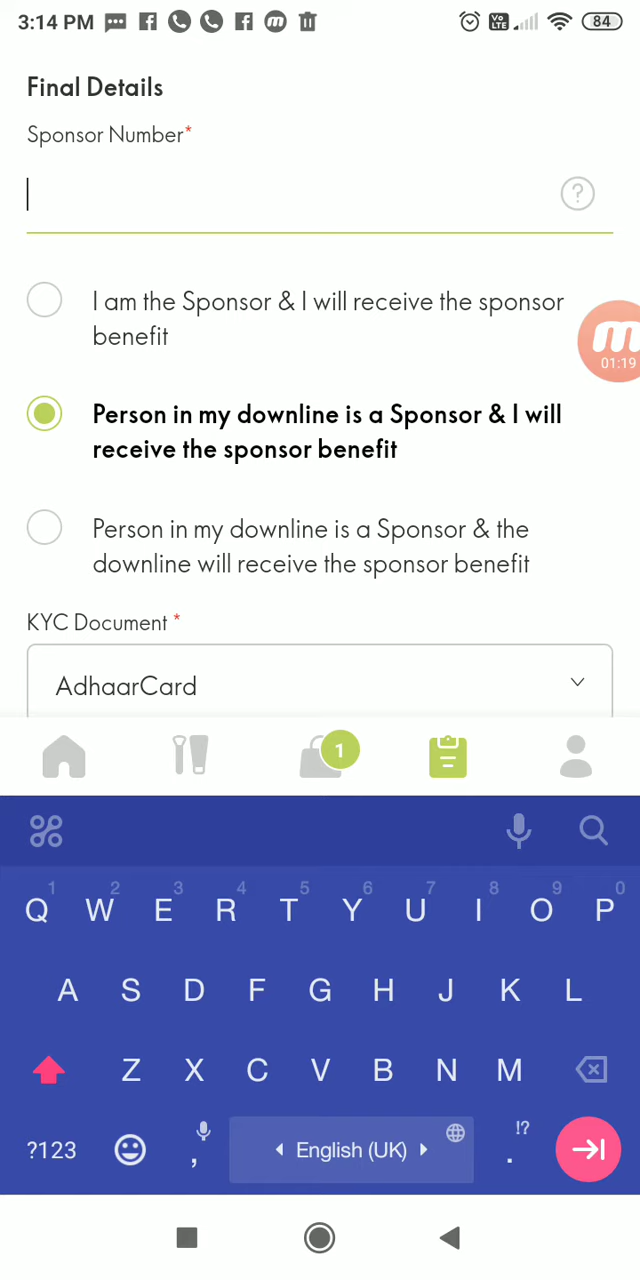 3:14 PM
Vo
LTE
84
Final Details
Sponsor Number*
?
I am the Sponsor & I will receive the sponsor
benefit
m
01:19
Person in my downline is a Sponsor & I will
receive the sponsor benefit
Person in my downline is a Sponsor & the
downline will receive the sponsor benefit
KYC Document *
AdhaarCard
1
1 2 3 4 5 6 7 8 9 0
Q W E R T Y U I O P
A S D F G H J K L
Z X C V B N M
?123 , English (UK) . !?